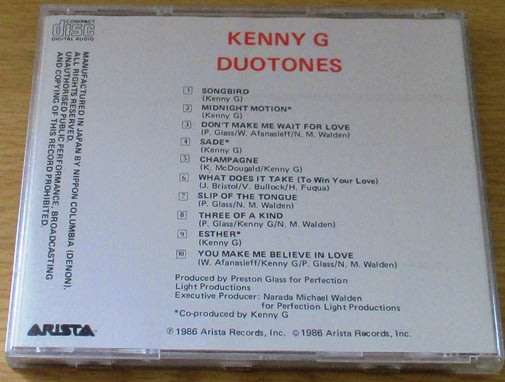 COMPACT
disc
DIGITAL AUDIO
KENNY G
DUOTONES
1 SONGBIRD
(Kenny G)
2 MIDNIGHT MOTION*
(Kenny G)
3 DON'T MAKE ME WAIT FOR LOVE
(P. Glass/W. Afanasieff/N. M. Walden)
4 SADE*
(Kenny G)
5 CHAMPAGNE
(K. McDougald/Kenny G)
6 WHAT DOES IT TAKE (To Win Your Love)
(J. Bristol/V. Bullock/H. Fuqua)
7 SLIP OF THE TONGUE
(P. Glass/N. M. Walden)
8 THREE OF A KIND
(P. Glass/Kenny G/N. M. Walden)
9 ESTHER*
(Kenny G)
10 YOU MAKE ME BELIEVE IN LOVE
(W. Afanasieff/Kenny G/P. Glass/N. M. Walden)
Produced by Preston Glass for Perfection
Light Productions
Executive Producer: Narada Michael Walden
for Perfection Light Productions
*Co-produced by Kenny G
℗ 1986 Arista Records, Inc. © 1986 Arista Records, Inc.
MANUFACTURED IN JAPAN BY NIPPON COLUMBIA (DENON).
ALL RIGHTS RESERVED.
UNAUTHORISED PUBLIC PERFORMANCE, BROADCASTING
AND COPYING OF THIS RECORD PROHIBITED.
ARISTA